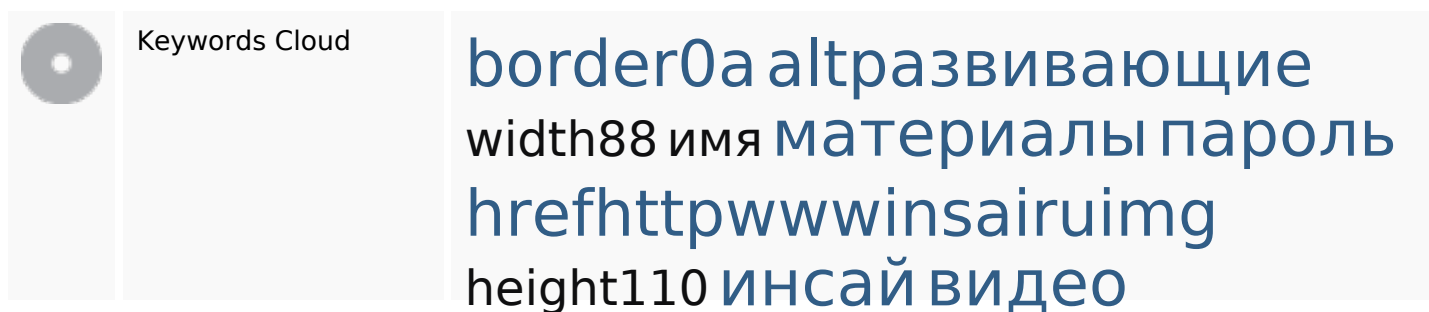 Keywords Cloud
border0a altразвивающие
width88 имя материалы пароль
hrefhttpwwwinsairuimg
height110 инсай видео